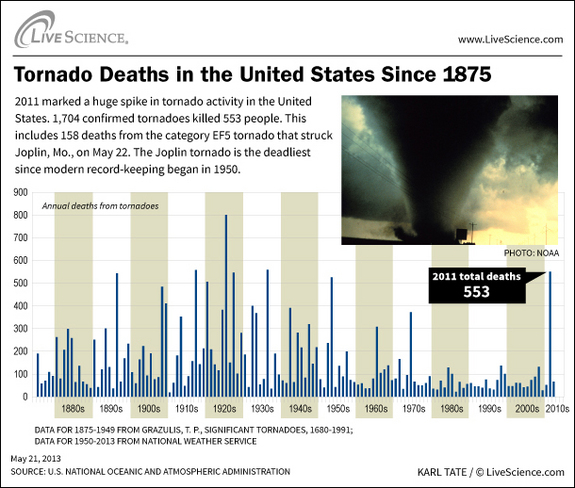 LIVESCIENCE®
www.LiveScience.com
Tornado Deaths in the United States Since 1875
2011 marked a huge spike in tornado activity in the United
States. 1,704 confirmed tornadoes killed 553 people. This
includes 158 deaths from the category EF5 tornado that struck
Joplin, Mo., on May 22. The Joplin tornado is the deadliest
since modern record-keeping began in 1950.
PHOTO: NOAA
Annual deaths from tornadoes
2011 total deaths
553
900
800
700
600
500
400
300
200
100
0
1880s 1890s 1900s 1910s 1920s 1930s 1940s 1950s 1960s 1970s 1980s 1990s 2000s 2010s
DATA FOR 1875-1949 FROM GRAZULIS, T. P., SIGNIFICANT TORNADOES, 1680-1991;
DATA FOR 1950-2013 FROM NATIONAL WEATHER SERVICE
May 21, 2013
SOURCE: U.S. NATIONAL OCEANIC AND ATMOSPHERIC ADMINISTRATION
KARL TATE / © LiveScience.com